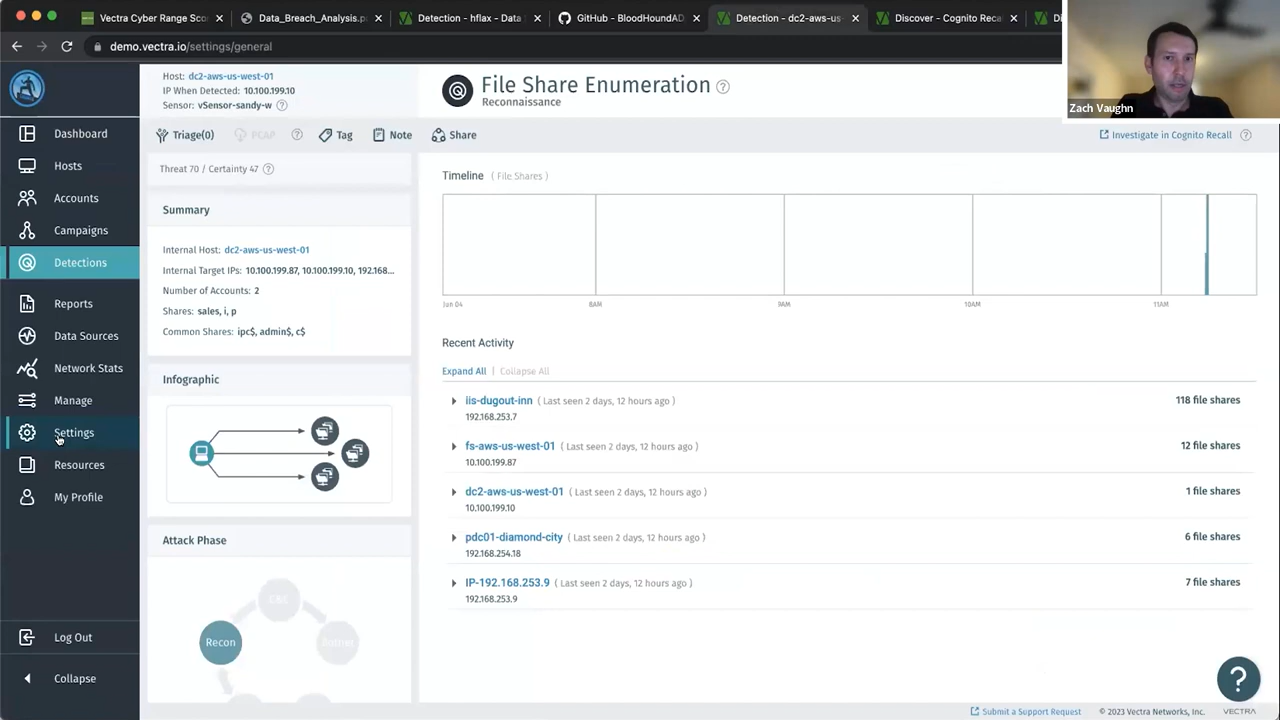 Vectra Cyber Range Sco
Data_Breach_Analysis.p
Detection - hflax - Data
GitHub - BloodHoundAD
Detection - dc2-aws-us-
Discover - Cognito Reca
demo.vectra.io/settings/general
Zach Vaughn
Dashboard
Hosts
Accounts
Campaigns
Detections
Reports
Data Sources
Network Stats
Manage
Settings
Resources
My Profile
Log Out
Collapse
Host: dc2-aws-us-west-01
IP When Detected: 10.100.199.10
Sensor: vSensor-sandy-w
File Share Enumeration
Reconnaissance
Triage(0) PCAP Tag Note Share
Investigate in Cognito Recall
Threat 70 / Certainty 47
Summary
Internal Host: dc2-aws-us-west-01
Internal Target IPs: 10.100.199.87, 10.100.199.10, 192.168...
Number of Accounts: 2
Shares: sales, i, p
Common Shares: ipc$, admin$, c$
Infographic
Attack Phase
C&C
Recon
Botnet
Timeline ( File Shares )
Jun 04 8AM 9AM 10AM 11AM
Recent Activity
Expand All | Collapse All
iis-dugout-inn ( Last seen 2 days, 12 hours ago ) 118 file shares
192.168.253.7
fs-aws-us-west-01 ( Last seen 2 days, 12 hours ago ) 12 file shares
10.100.199.87
dc2-aws-us-west-01 ( Last seen 2 days, 12 hours ago ) 1 file shares
10.100.199.10
pdc01-diamond-city ( Last seen 2 days, 12 hours ago ) 6 file shares
192.168.254.18
IP-192.168.253.9 ( Last seen 2 days, 12 hours ago ) 7 file shares
192.168.253.9
?
Submit a Support Request © 2023 Vectra Networks, Inc. VECTRA